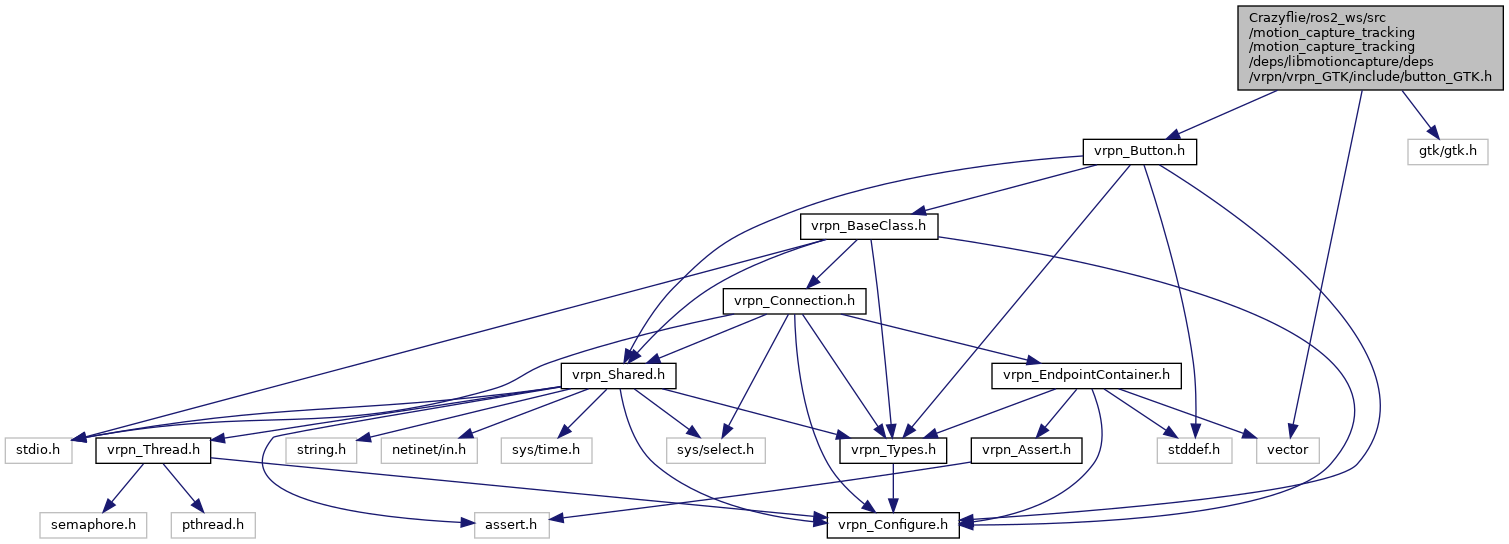 Crazyflie/ros2_ws/src
/motion_capture_tracking
/motion_capture_tracking
/deps/libmotioncapture/deps
/vrpn/vrpn_GTK/include/button_GTK.h
vrpn_Button.h
gtk/gtk.h
vrpn_BaseClass.h
vrpn_Connection.h
vrpn_Shared.h
vrpn_EndpointContainer.h
stdio.h
vrpn_Thread.h
string.h
netinet/in.h
sys/time.h
sys/select.h
vrpn_Types.h
vrpn_Assert.h
stddef.h
vector
semaphore.h
pthread.h
assert.h
vrpn_Configure.h